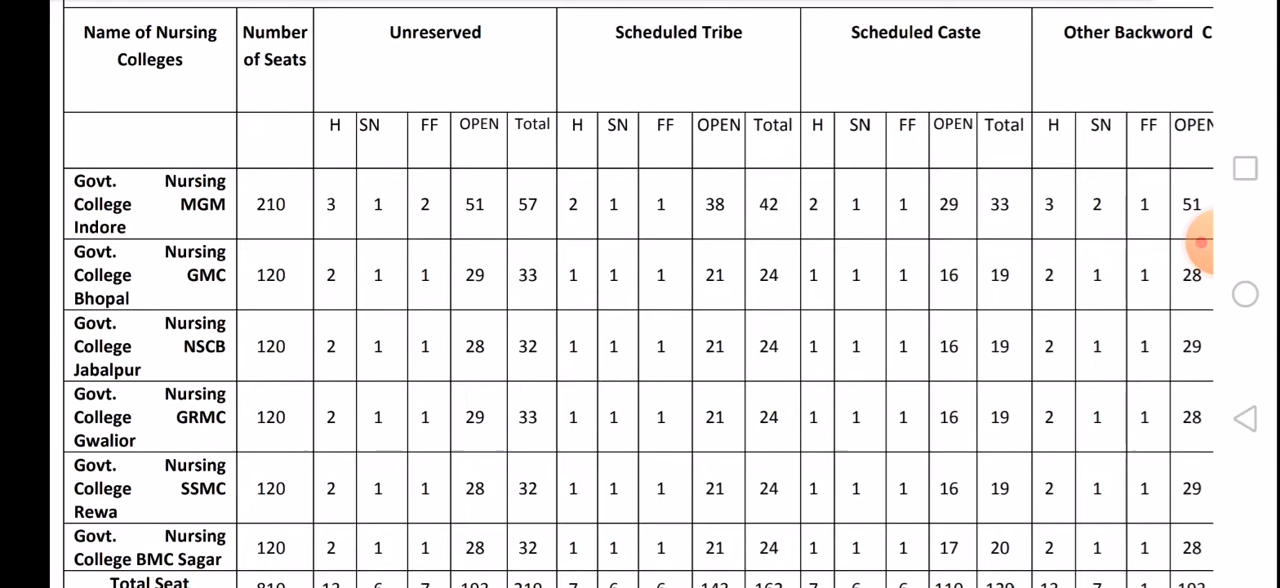 Name of Nursing Number Unreserved Scheduled Tribe Scheduled Caste Other Backword C
Colleges of Seats
H SN FF OPEN Total H SN FF OPEN Total H SN FF OPEN Total H SN FF OPEN
Govt. Nursing
College MGM 210 3 1 2 51 57 2 1 1 38 42 2 1 1 29 33 3 2 1 51
Indore
Govt. Nursing
College GMC 120 2 1 1 29 33 1 1 1 21 24 1 1 1 16 19 2 1 1 28
Bhopal
Govt. Nursing
College NSCB 120 2 1 1 28 32 1 1 1 21 24 1 1 1 16 19 2 1 1 29
Jabalpur
Govt. Nursing
College GRMC 120 2 1 1 29 33 1 1 1 21 24 1 1 1 16 19 2 1 1 28
Gwalior
Govt. Nursing
College SSMC 120 2 1 1 28 32 1 1 1 21 24 1 1 1 16 19 2 1 1 29
Rewa
Govt. Nursing
College BMC Sagar 120 2 1 1 28 32 1 1 1 21 24 1 1 1 17 20 2 1 1 28
Total Seat